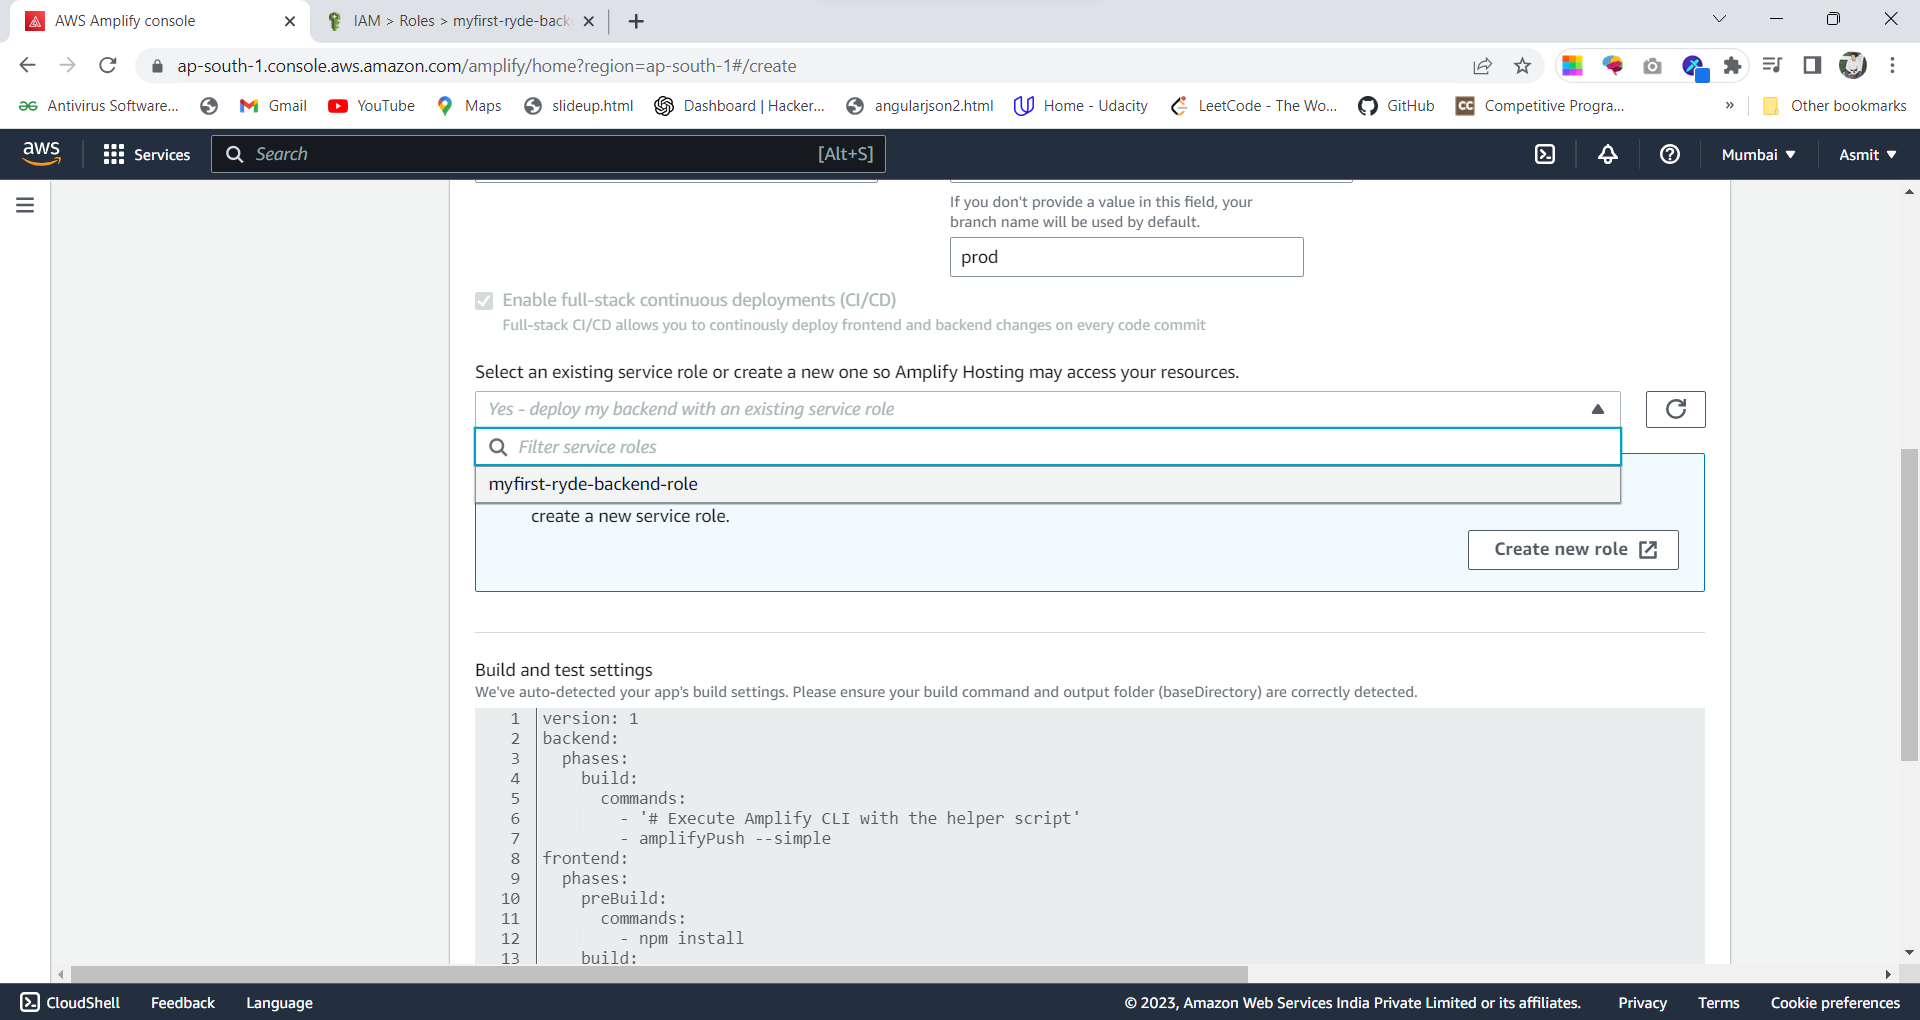 AWS Amplify console
IAM > Roles > myfirst-ryde-back
ap-south-1.console.aws.amazon.com/amplify/home?region=ap-south-1#/create
Antivirus Software...
Gmail
YouTube
Maps
slideup.html
Dashboard | Hacker...
angularjson2.html
Home - Udacity
LeetCode - The Wo...
GitHub
CC
Competitive Progra...
»
Other bookmarks
aws
Services
Search
[Alt+S]
Mumbai
Asmit
If you don't provide a value in this field, your
branch name will be used by default.
prod
Enable full-stack continuous deployments (CI/CD)
Full-stack CI/CD allows you to continously deploy frontend and backend changes on every code commit
Select an existing service role or create a new one so Amplify Hosting may access your resources.
Yes - deploy my backend with an existing service role
Filter service roles
myfirst-ryde-backend-role
create a new service role.
Create new role
Build and test settings
We've auto-detected your app's build settings. Please ensure your build command and output folder (baseDirectory) are correctly detected.
1 version: 1
2 backend:
3 phases:
4 build:
5 commands:
6 - '# Execute Amplify CLI with the helper script'
7 - amplifyPush --simple
8 frontend:
9 phases:
10 preBuild:
11 commands:
12 - npm install
13 build:
CloudShell
Feedback
Language
© 2023, Amazon Web Services India Private Limited or its affiliates.
Privacy
Terms
Cookie preferences